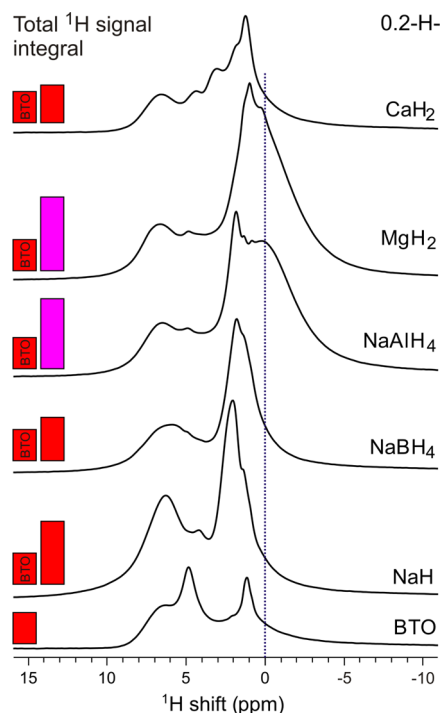 Total ¹H signal
integral
0.2-H-
BTO
CaH₂
BTO
MgH₂
BTO
NaAlH₄
BTO
NaBH₄
BTO
NaH
BTO
15 10 5 0 -5 -10
¹H shift (ppm)